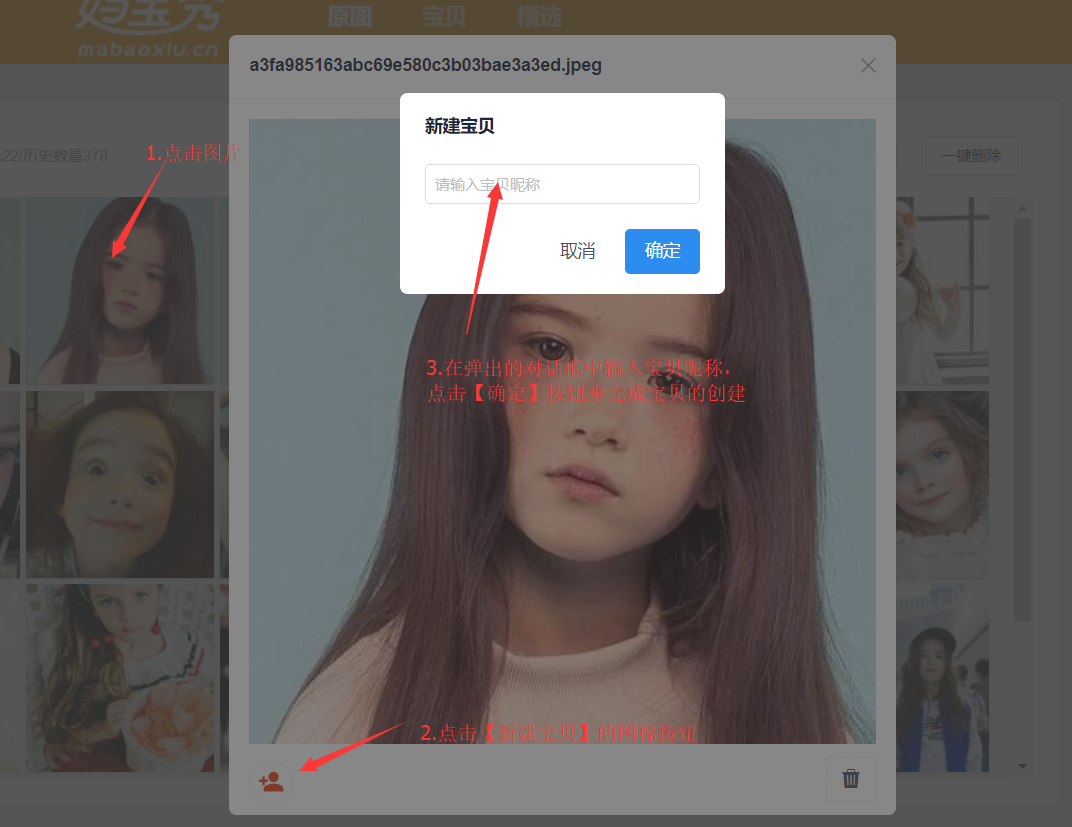 妈宝秀
mabaoxiu.cn
原图 宝贝 精选
a3fa985163abc69e580c3b03bae3a3ed.jpeg
新建宝贝
22/历史数量378
1.点击图片
一键删除
请输入宝贝昵称
取消 确定
3.在弹出的对话框中输入宝贝昵称，
点击【确定】按钮来完成宝贝的创建
2.点击【新建宝贝】的图标按钮